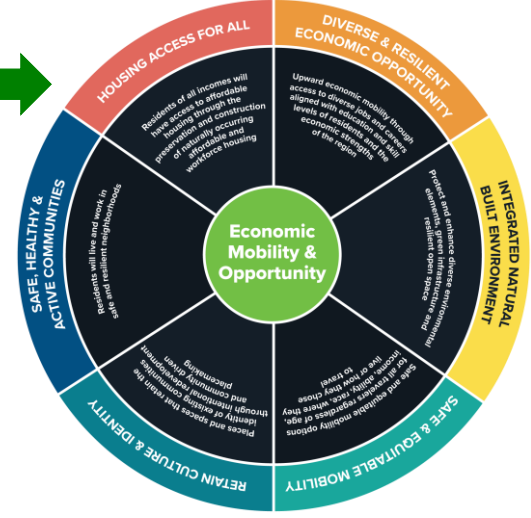 HOUSING ACCESS FOR ALL
Residents of all incomes will
have access to affordable
housing through the
preservation and construction
of naturally occurring
affordable and
workforce housing
DIVERSE & RESILIENT
ECONOMIC OPPORTUNITY
Upward economic mobility through
access to diverse jobs and careers
aligned with education and skill
levels of residents and the
economic strengths
of the region
INTEGRATED NATURAL
BUILT ENVIRONMENT
Protect and enhance diverse environmental
elements, green infrastructure and
resilient open space
SAFE & EQUITABLE MOBILITY
Safe and equitable mobility options
for all travelers regardless of age,
income, ability, race, where they
live or how they chose
to travel
RETAIN CULTURE & IDENTITY
Places and spaces that retain the
identity of existing communities
through intentional redevelopment
and community driven
placemaking
SAFE, HEALTHY &
ACTIVE COMMUNITIES
Residents will live and work in
safe and resilient neighborhoods
Economic
Mobility &
Opportunity